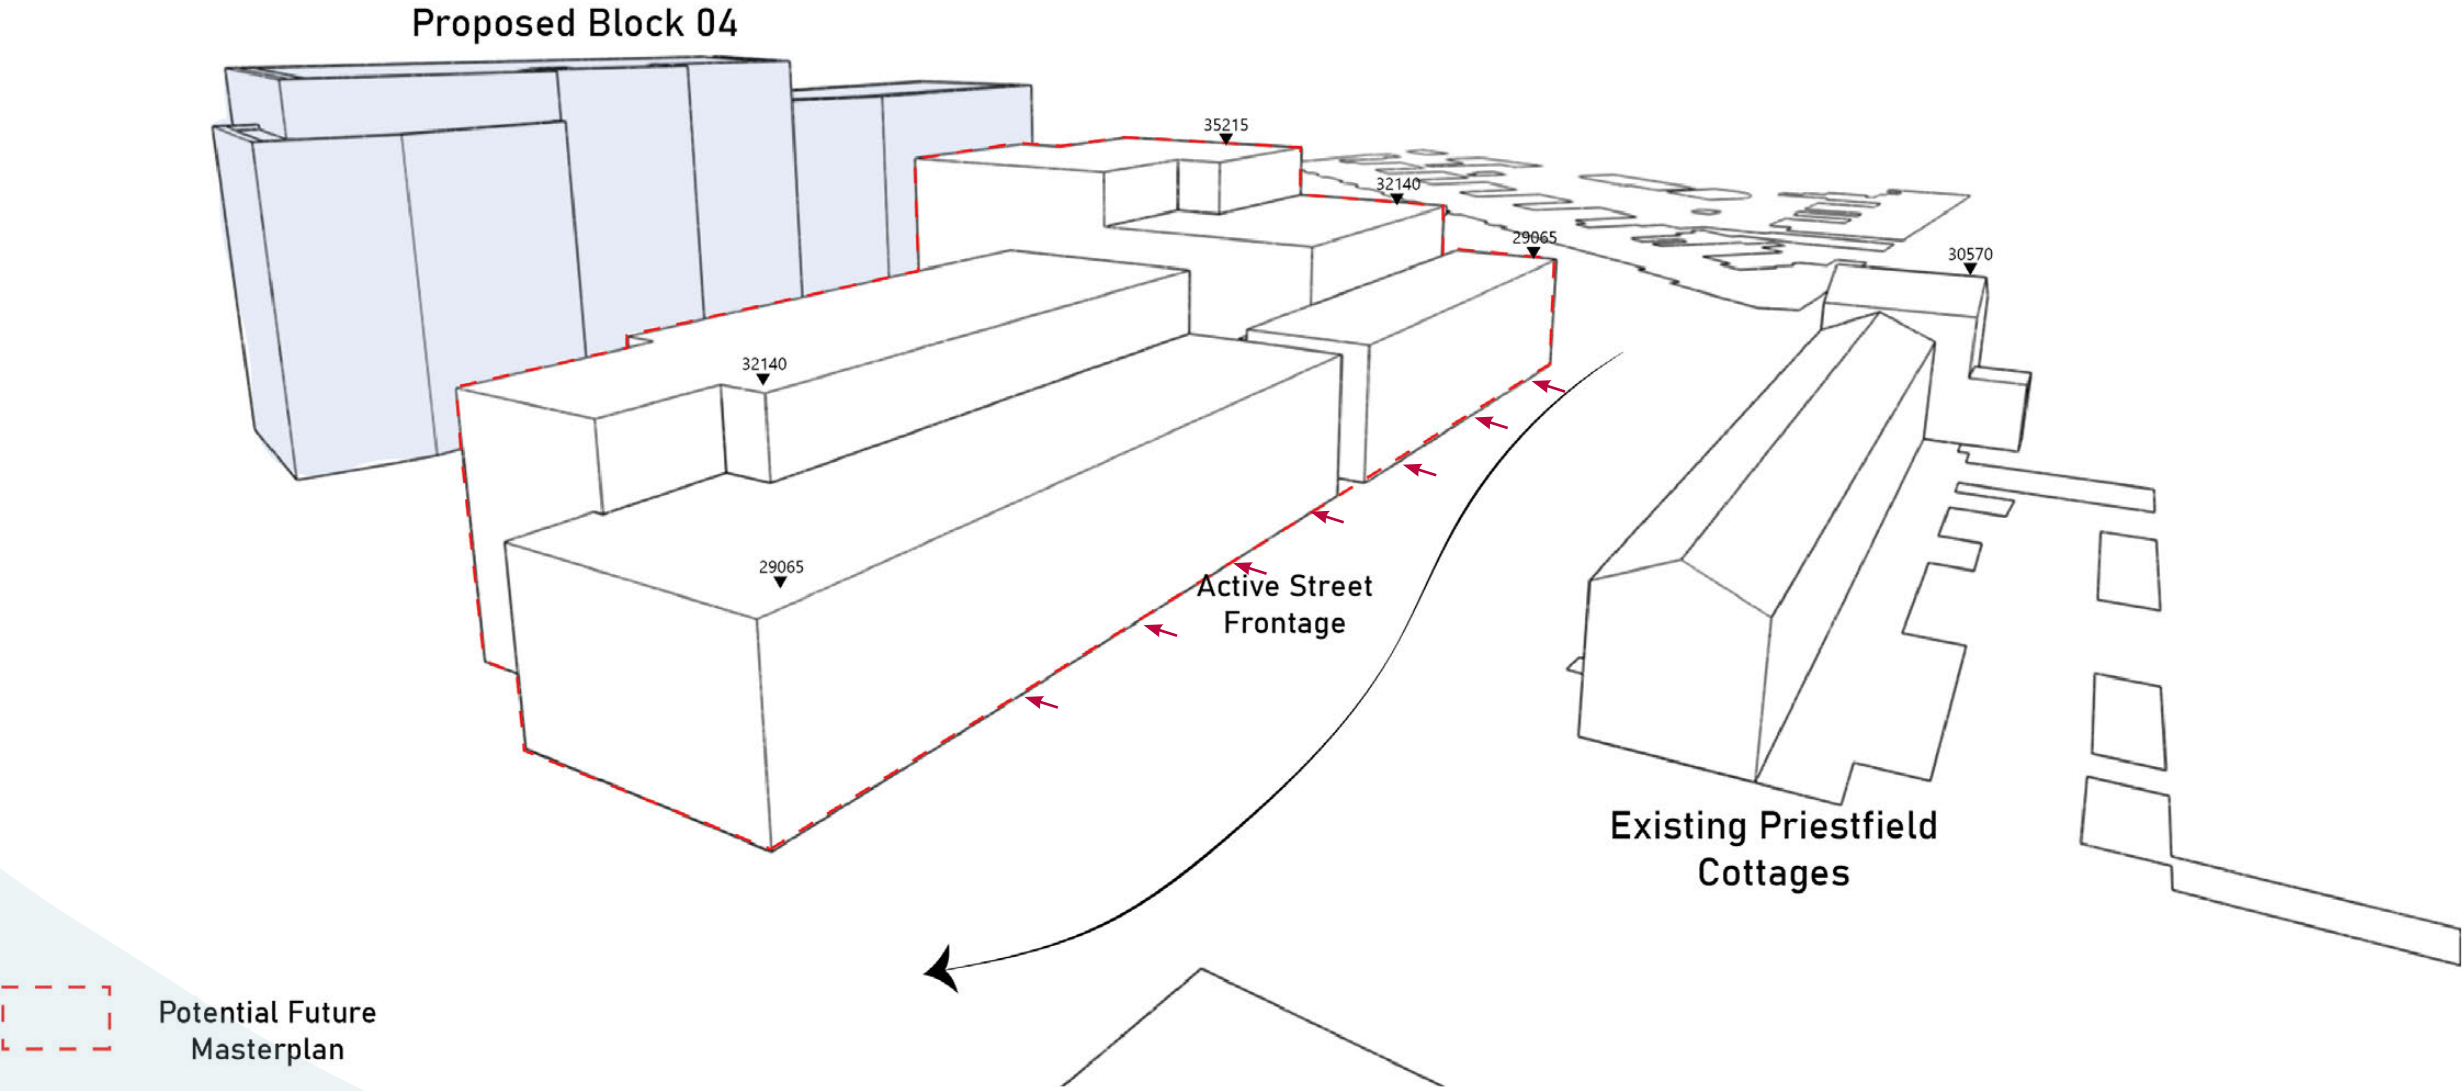 Proposed Block 04
35215
32140
29065
30570
32140
29065
Active Street
Frontage
Existing Priestfield
Cottages
Potential Future
Masterplan